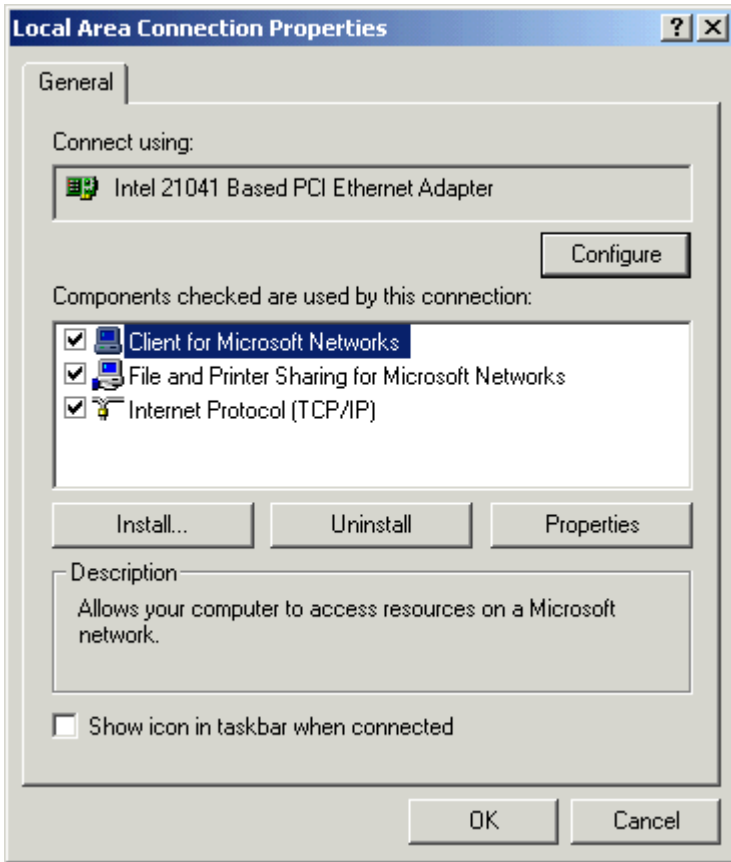 Local Area Connection Properties
General
Connect using:
Intel 21041 Based PCI Ethernet Adapter
Configure
Components checked are used by this connection:
Client for Microsoft Networks
File and Printer Sharing for Microsoft Networks
Internet Protocol (TCP/IP)
Install...
Uninstall
Properties
Description
Allows your computer to access resources on a Microsoft
network.
Show icon in taskbar when connected
OK
Cancel